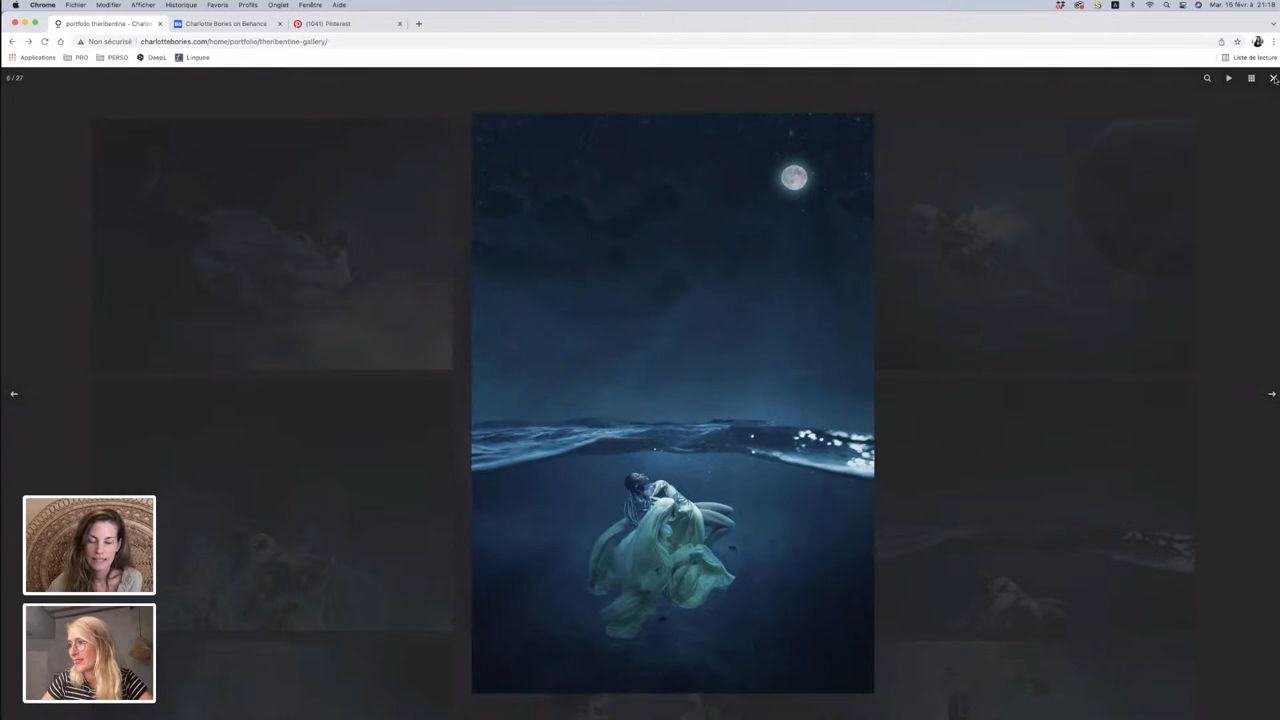 Chrome Fichier Modifier Afficher Historique Favoris Profils Onglet Fenêtre Aide Mar. 15 févr. à 21:18
portfolio theribentine - Charlo Charlotte Bories on Behance (1041) Pinterest
Non sécurisé charlottebories.com/home/portfolio/theribentine-gallery/
Applications PRO PERSO DeepL Linguee Liste de lecture
6 / 27